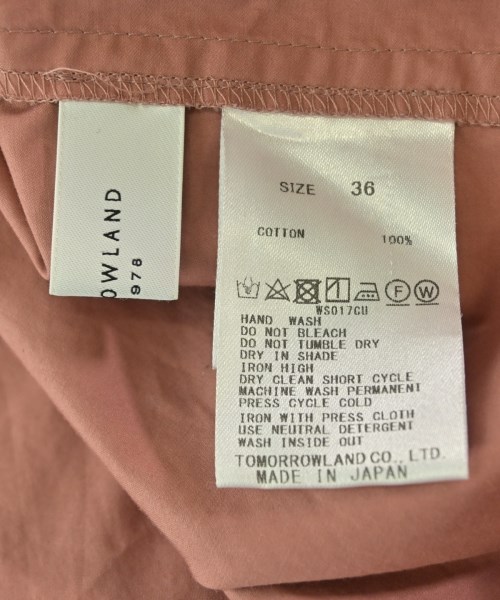 OWLAND
978
SIZE 36
COTTON 100%
F W
WS017CU
HAND WASH
DO NOT BLEACH
DO NOT TUMBLE DRY
DRY IN SHADE
IRON HIGH
DRY CLEAN SHORT CYCLE
MACHINE WASH PERMANENT
PRESS CYCLE COLD
IRON WITH PRESS CLOTH
USE NEUTRAL DETERGENT
WASH INSIDE OUT
TOMORROWLAND CO., LTD.
MADE IN JAPAN